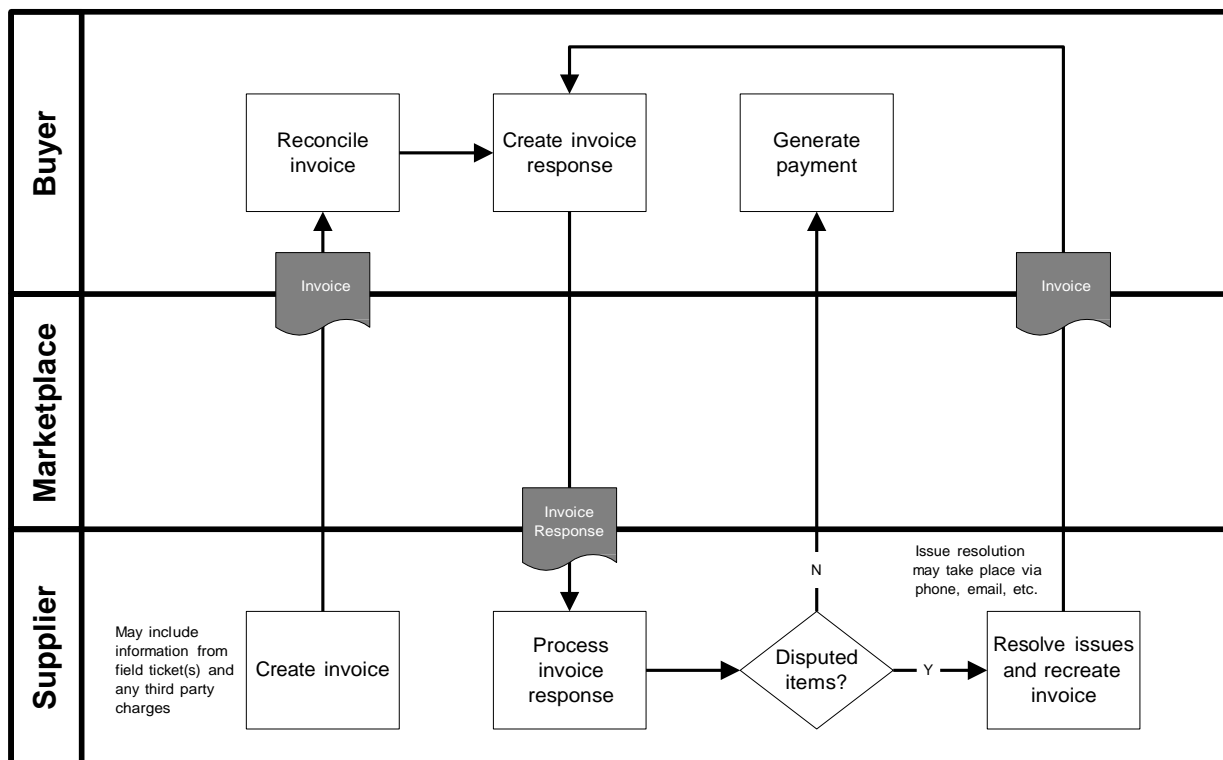 Buyer
Reconcile
invoice
Create invoice
response
Generate
payment
Invoice
Invoice
Marketplace
Invoice
Response
Supplier
May include
information from
field ticket(s) and
any third party
charges
Create invoice
Process
invoice
response
N
Disputed
items?
Y
Issue resolution
may take place via
phone, email, etc.
Resolve issues
and recreate
invoice